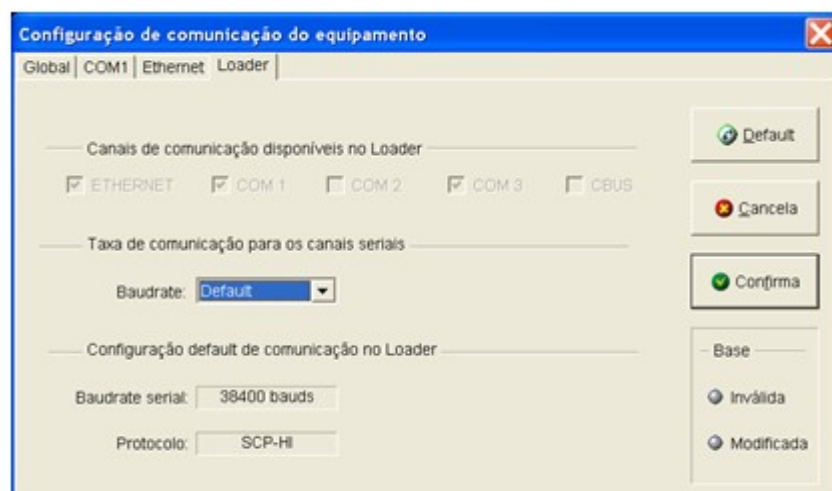 Configuração de comunicação do equipamento
Global COM1 Ethernet Loader
Canais de comunicação disponíveis no Loader
ETHERNET COM 1 COM 2 COM 3 CBUS
Taxa de comunicação para os canais seriais
Baudrate: Default
Configuração default de comunicação no Loader
Baudrate serial: 38400 bauds
Protocolo: SCP-HI
Default
Cancela
Confirma
Base
Inválida
Modificada